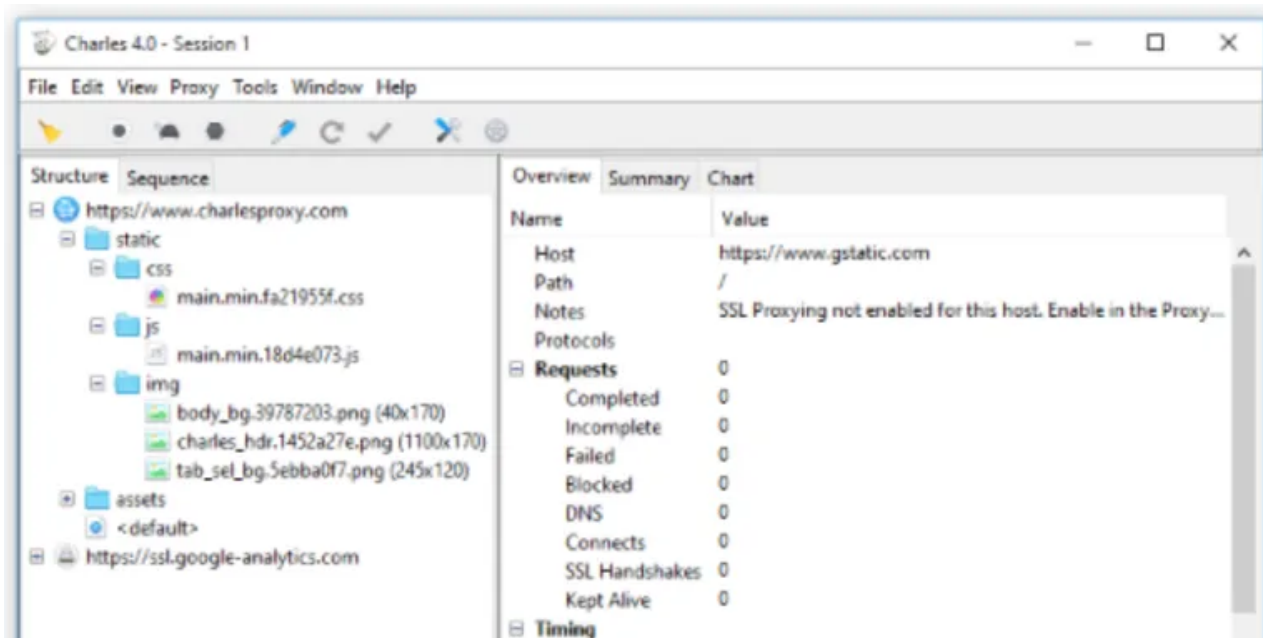 Charles 4.0 - Session 1
File Edit View Proxy Tools Window Help
Structure Sequence
https://www.charlesproxy.com
static
css
main.min.fa21955f.css
js
main.min.18d4e073.js
img
body_bg.39787203.png (40x170)
charles_hdr.1452a27e.png (1100x170)
tab_sel_bg.5ebba0f7.png (245x120)
assets
<default>
https://ssl.google-analytics.com
Overview Summary Chart
Name Value
Host https://www.gstatic.com
Path /
Notes SSL Proxying not enabled for this host. Enable in the Proxy...
Protocols
Requests 0
Completed 0
Incomplete 0
Failed 0
Blocked 0
DNS 0
Connects 0
SSL Handshakes 0
Kept Alive 0
Timing